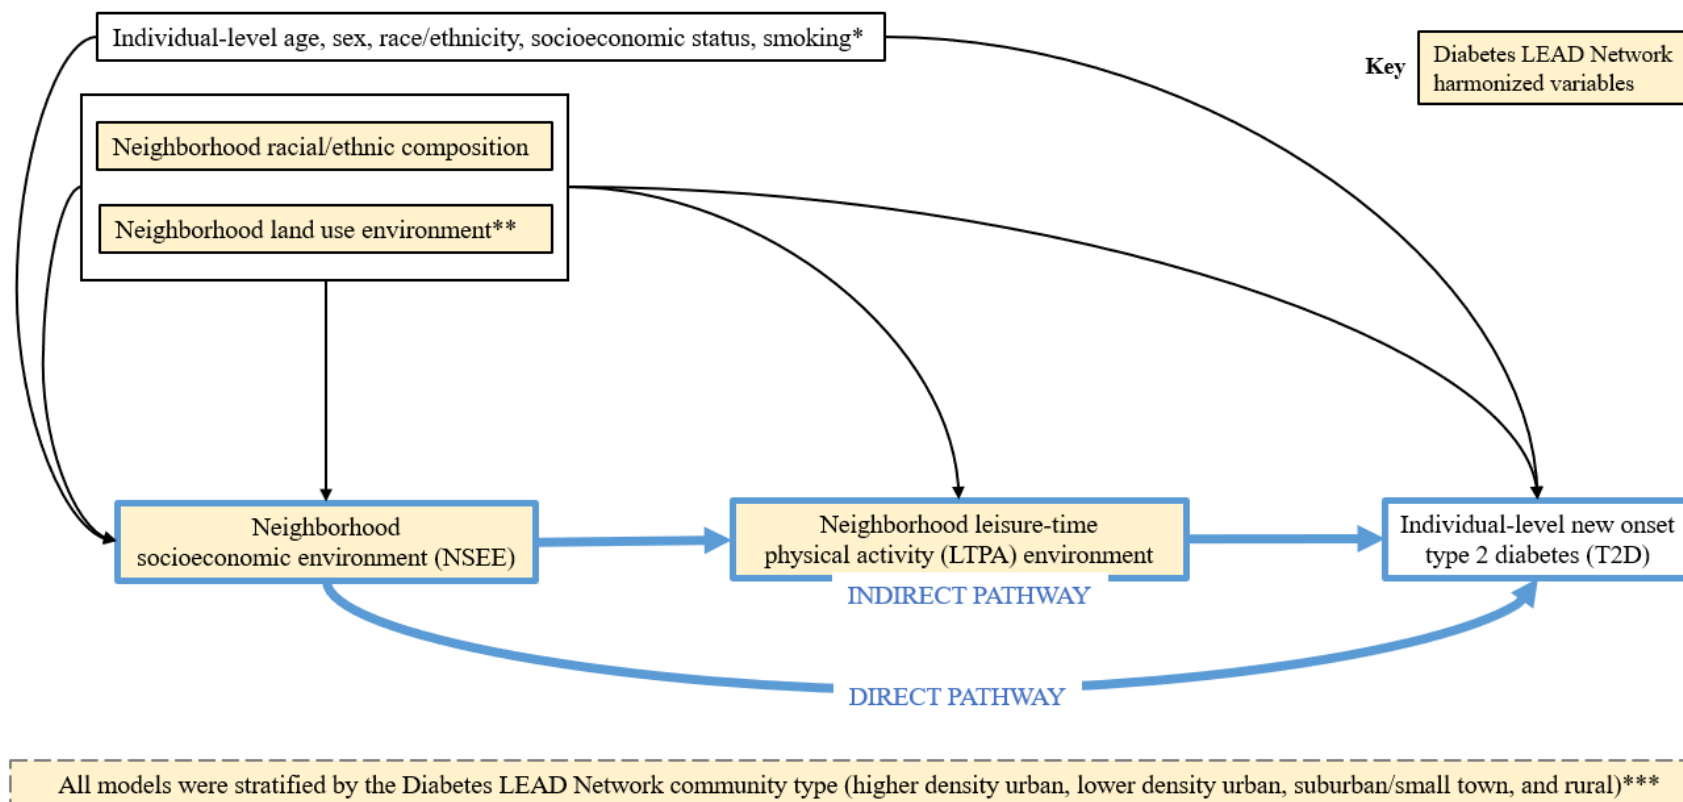 Individual-level age, sex, race/ethnicity, socioeconomic status, smoking*
Key
Diabetes LEAD Network
harmonized variables
Neighborhood racial/ethnic composition
Neighborhood land use environment**
Neighborhood
socioeconomic environment (NSEE)
Neighborhood leisure-time
physical activity (LTPA) environment
Individual-level new onset
type 2 diabetes (T2D)
INDIRECT PATHWAY
DIRECT PATHWAY
All models were stratified by the Diabetes LEAD Network community type (higher density urban, lower density urban, suburban/small town, and rural)***